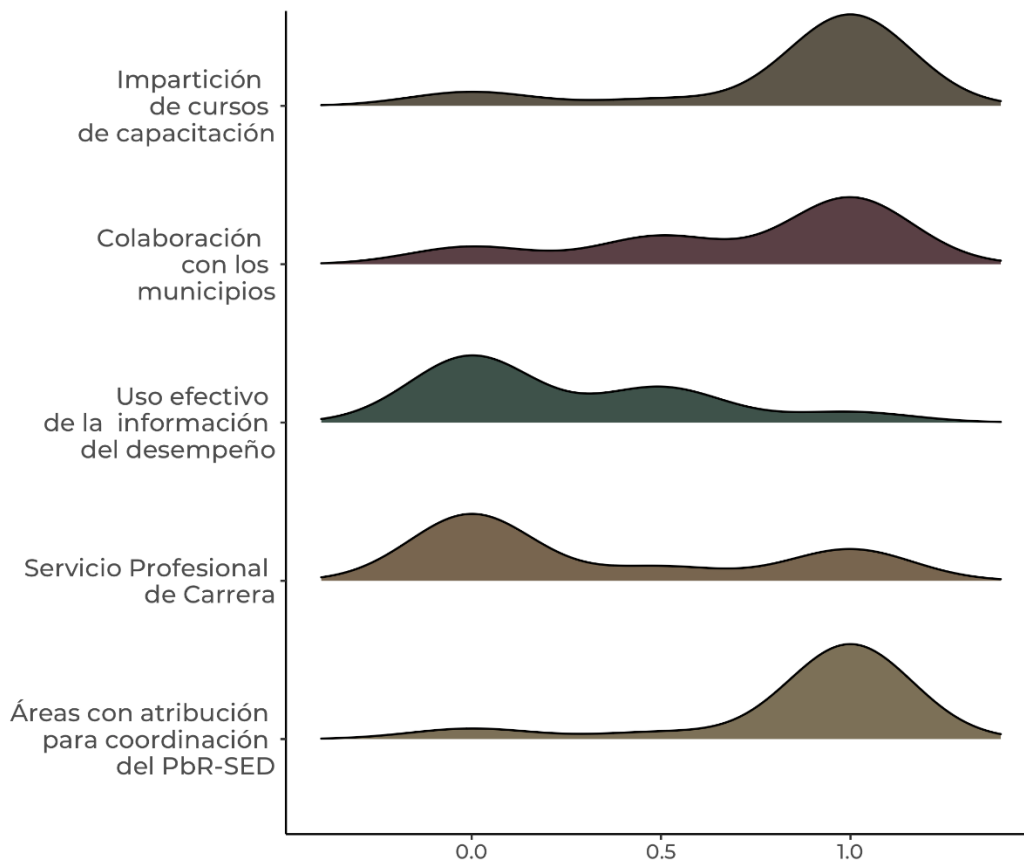 Impartición
de cursos
de capacitación
Colaboración
con los
municipios
Uso efectivo
de la  información
del desempeño
Servicio Profesional
de Carrera
Áreas con atribución
para coordinación
del PbR-SED
0.0 0.5 1.0